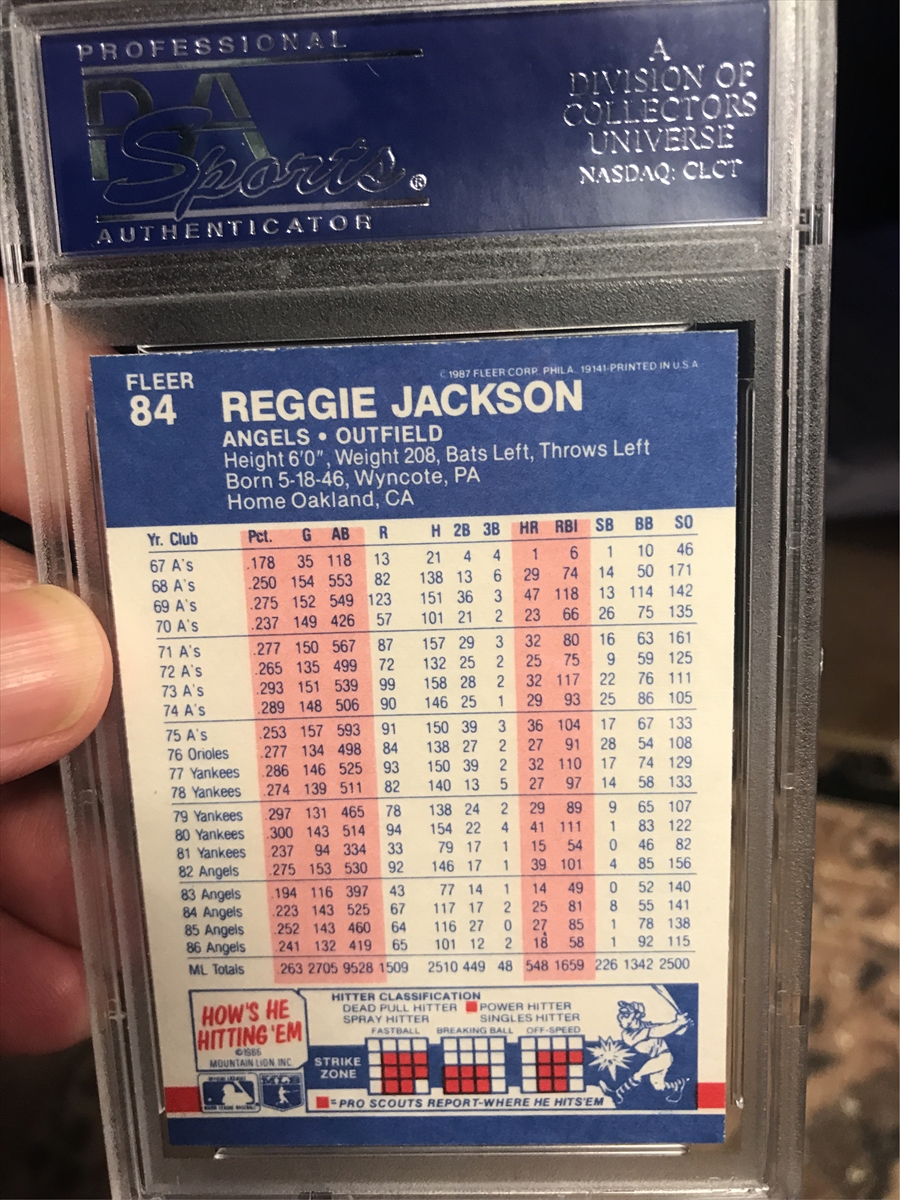 PROFESSIONAL
PSA
Sports®
AUTHENTICATOR
A
DIVISION OF
COLLECTORS
UNIVERSE
NASDAQ: CLCT
©1987 FLEER CORP. PHILA. 19141-PRINTED IN U.S.A
FLEER
84
REGGIE JACKSON
ANGELS • OUTFIELD
Height 6'0", Weight 208, Bats Left, Throws Left
Born 5-18-46, Wyncote, PA
Home Oakland, CA
Yr. Club Pct. G AB R H 2B 3B HR RBI SB BB SO
67 A's .178 35 118 13 21 4 4 1 6 1 10 46
68 A's .250 154 553 82 138 13 6 29 74 14 50 171
69 A's .275 152 549 123 151 36 3 47 118 13 114 142
70 A's .237 149 426 57 101 21 2 23 66 26 75 135
71 A's .277 150 567 87 157 29 3 32 80 16 63 161
72 A's .265 135 499 72 132 25 2 25 75 9 59 125
73 A's .293 151 539 99 158 28 2 32 117 22 76 111
74 A's .289 148 506 90 146 25 1 29 93 25 86 105
75 A's .253 157 593 91 150 39 3 36 104 17 67 133
76 Orioles .277 134 498 84 138 27 2 27 91 28 54 108
77 Yankees .286 146 525 93 150 39 2 32 110 17 74 129
78 Yankees .274 139 511 82 140 13 5 27 97 14 58 133
79 Yankees .297 131 465 78 138 24 2 29 89 9 65 107
80 Yankees .300 143 514 94 154 22 4 41 111 1 83 122
81 Yankees .237 94 334 33 79 17 1 15 54 0 46 82
82 Angels .275 153 530 92 146 17 1 39 101 4 85 156
83 Angels .194 116 397 43 77 14 1 14 49 0 52 140
84 Angels .223 143 525 67 117 17 2 25 81 8 55 141
85 Angels .252 143 460 64 116 27 0 27 85 1 78 138
86 Angels .241 132 419 65 101 12 2 18 58 1 92 115
ML Totals .263 2705 9528 1509 2510 449 48 548 1659 226 1342 2500
HOW'S HE
HITTING 'EM
©1986
MOUNTAIN LION, INC
HITTER CLASSIFICATION
DEAD PULL HITTER POWER HITTER
SPRAY HITTER SINGLES HITTER
FASTBALL BREAKING BALL OFF-SPEED
STRIKE
ZONE
=PRO SCOUTS REPORT-WHERE HE HITS 'EM